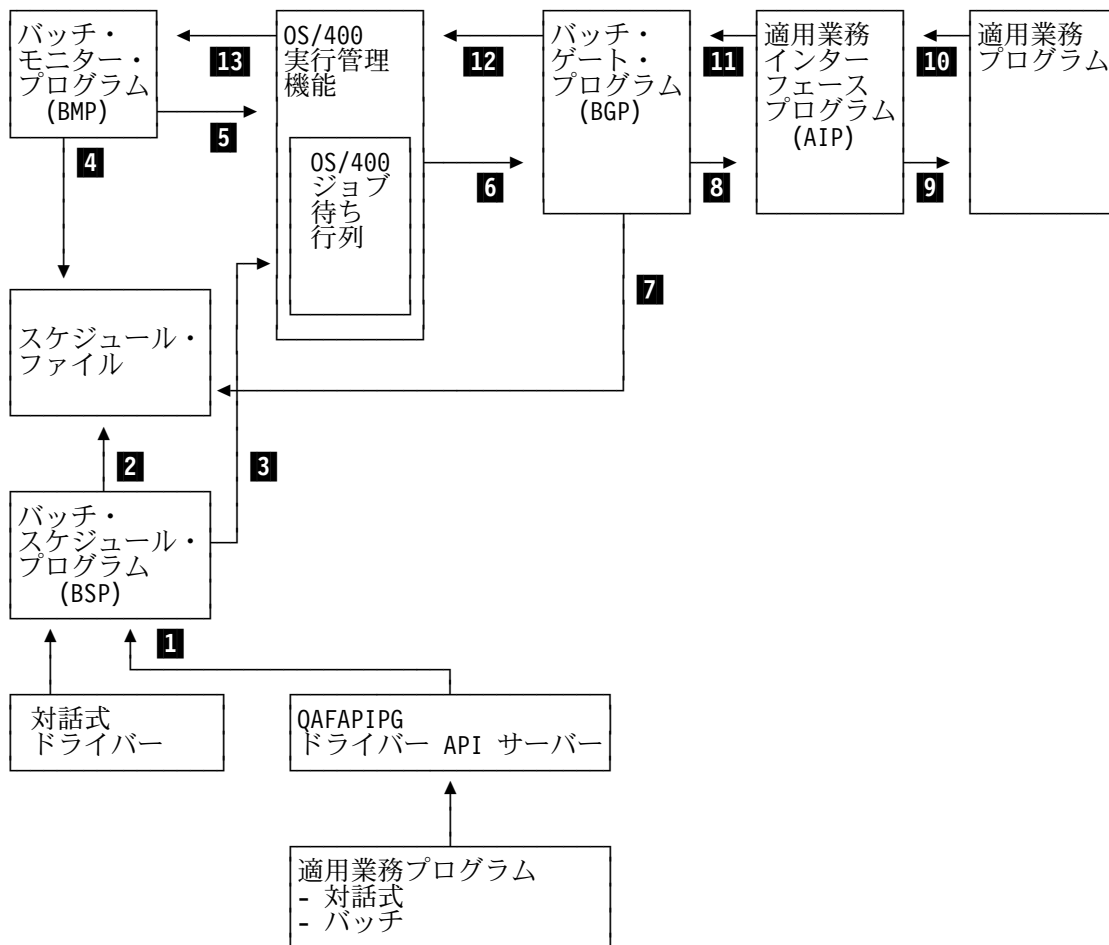 バッチ・
モニター・
プログラム
(BMP)
13
5
4
OS/400
実行管理
機能
OS/400
ジョブ
待ち
行列
12
6
バッチ・
ゲート・
プログラム
(BGP)
11
8
適用業務
インター
フェース
プログラム
(AIP)
10
9
適用業務
プログラム
7
スケジュール・
ファイル
2
3
バッチ・
スケジュール・
プログラム
(BSP)
1
対話式
ドライバー
QAFAPIPG
ドライバー API サーバー
適用業務プログラム
- 対話式
- バッチ